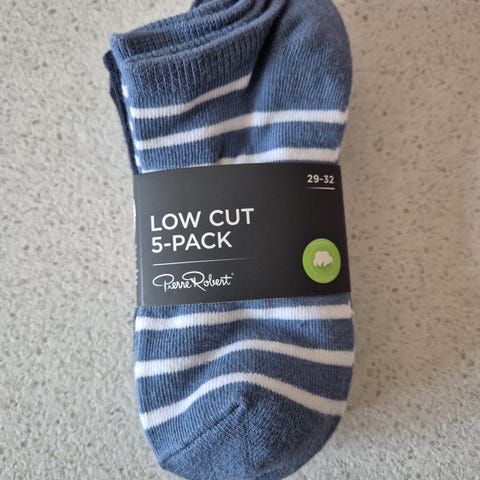 29-32
LOW CUT
5-PACK
Pierre Robert